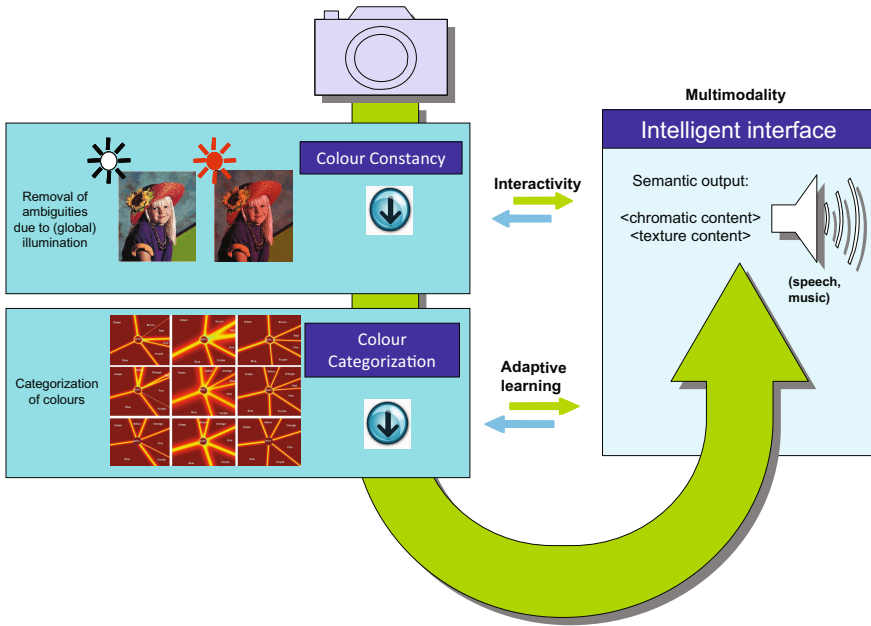 Multimodality
Intelligent interface
Colour Constancy
Removal of
ambiguities
due to (global)
illumination
Interactivity
Semantic output:
<chromatic content>
<texture content>
(speech,
music)
Colour
Categorization
Categorization
of colours
Adaptive
learning